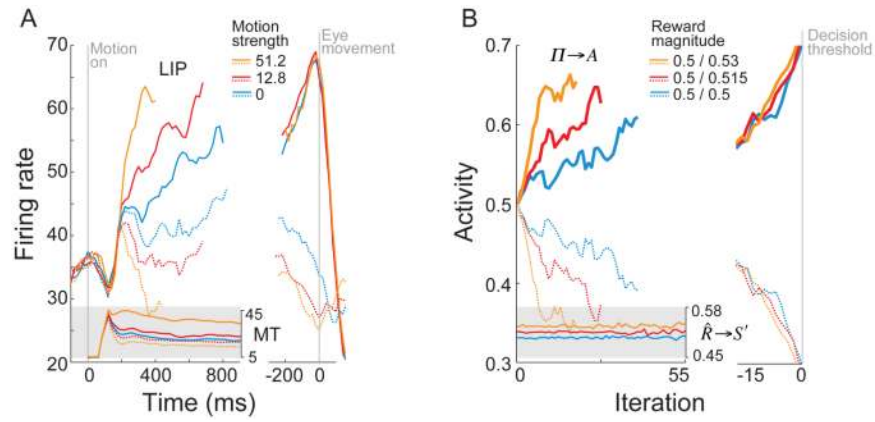 A
Motion on
LIP
Motion strength
51.2
12.8
0
Eye movement
Firing rate
70
60
50
40
30
20
45
MT
5
0
400
800
-200
0
Time (ms)
B
Π→A
Reward magnitude
0.5 / 0.53
0.5 / 0.515
0.5 / 0.5
Decision threshold
Activity
0.7
0.6
0.5
0.4
0.3
0.58
R̂→S'
0.45
0
55
-15
0
Iteration